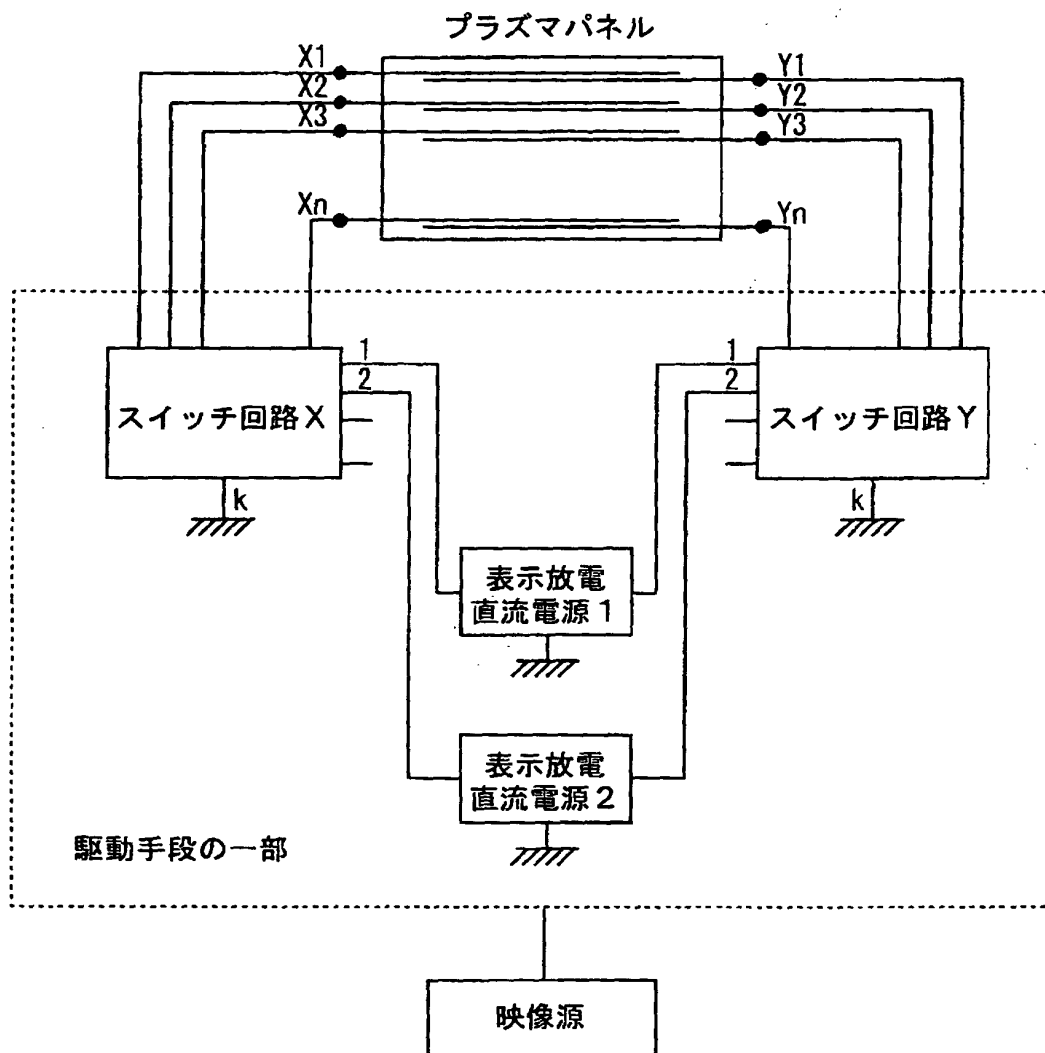 プラズマパネル
X1
X2
X3
Xn
Y1
Y2
Y3
Yn
スイッチ回路X
1
2
k
スイッチ回路Y
1
2
k
表示放電
直流電源1
表示放電
直流電源2
駆動手段の一部
映像源